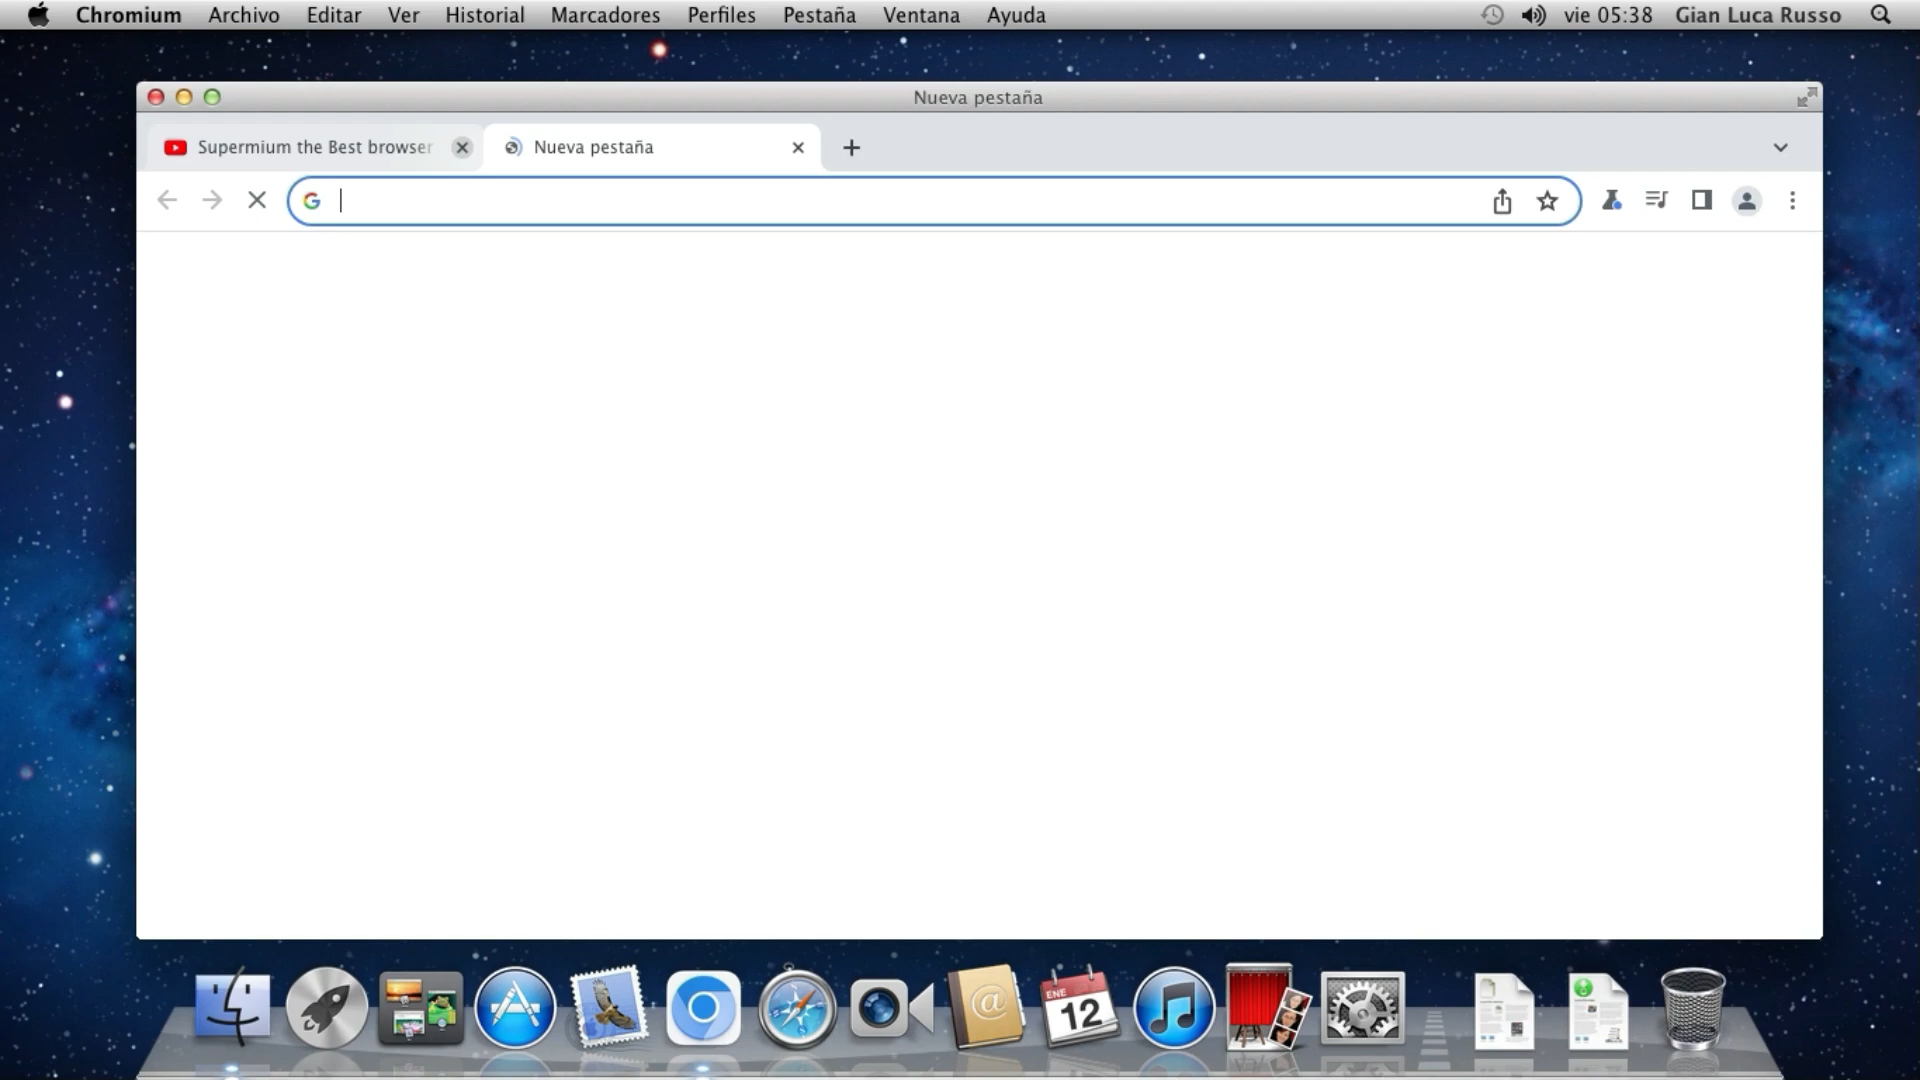 Chromium Archivo Editar Ver Historial Marcadores Perfiles Pestaña Ventana Ayuda vie 05:38 Gian Luca Russo
Nueva pestaña
Supermium the Best browser Nueva pestaña
ENE
12